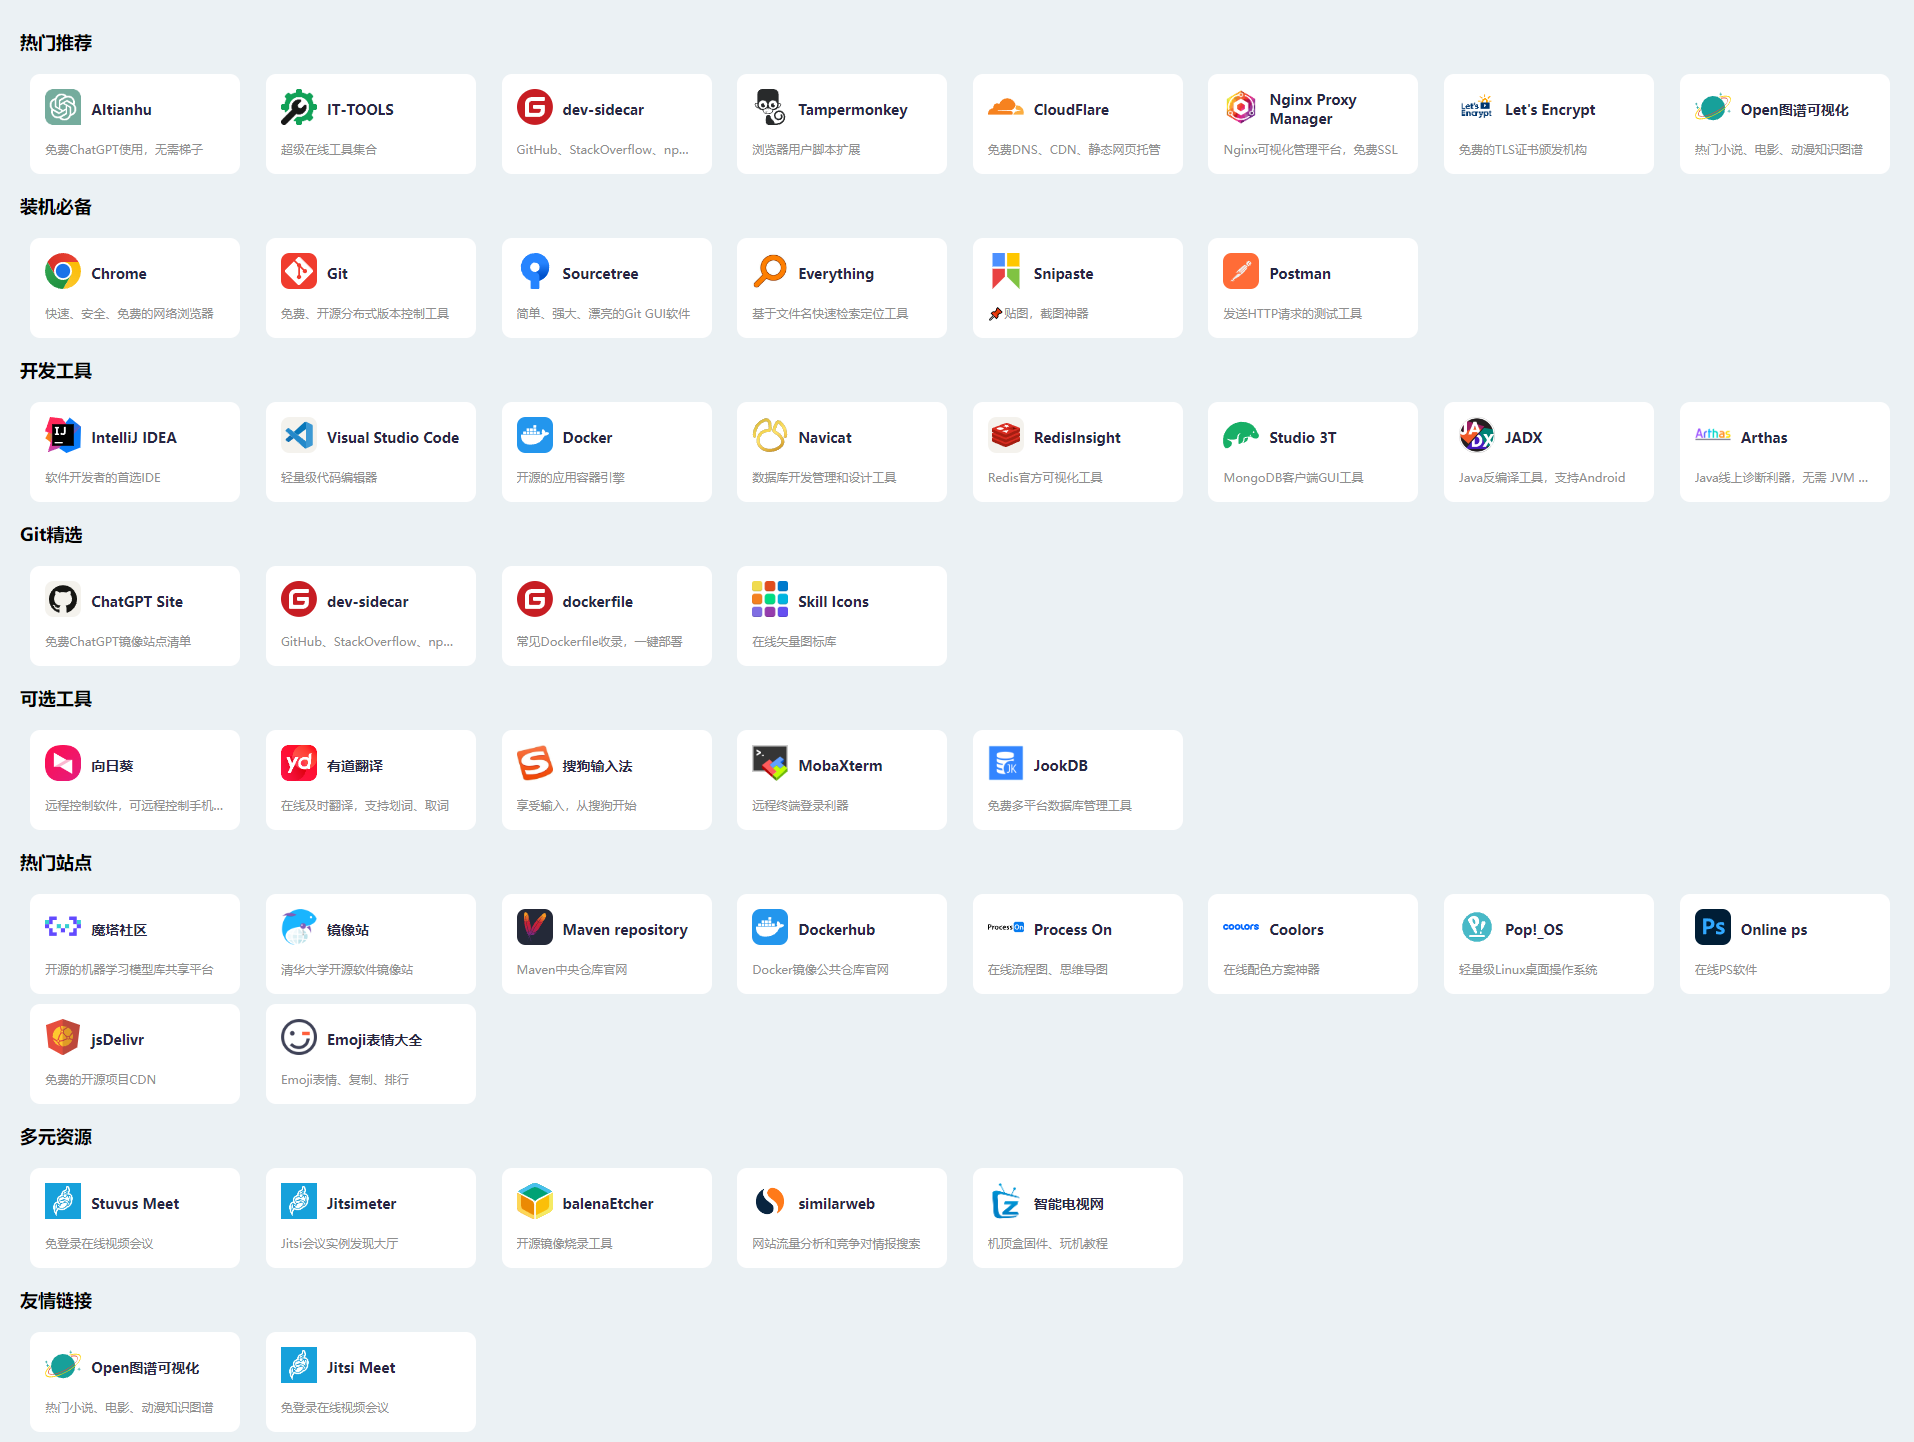 热门推荐
AItianhu
免费ChatGPT使用，无需梯子
IT-TOOLS
超级在线工具集合
dev-sidecar
GitHub、StackOverflow、np...
Tampermonkey
浏览器用户脚本扩展
CloudFlare
免费DNS、CDN、静态网页托管
Nginx Proxy
Manager
Nginx可视化管理平台，免费SSL
Let's Encrypt
Let's Encrypt
免费的TLS证书颁发机构
Open图谱可视化
热门小说、电影、动漫知识图谱
装机必备
Chrome
快速、安全、免费的网络浏览器
Git
免费、开源分布式版本控制工具
Sourcetree
简单、强大、漂亮的Git GUI软件
Everything
基于文件名快速检索定位工具
Snipaste
📌贴图，截图神器
Postman
发送HTTP请求的测试工具
开发工具
IJ
IntelliJ IDEA
软件开发者的首选IDE
Visual Studio Code
轻量级代码编辑器
Docker
开源的应用容器引擎
Navicat
数据库开发管理和设计工具
RedisInsight
Redis官方可视化工具
Studio 3T
MongoDB客户端GUI工具
JADX
JADX
Java反编译工具，支持Android
Arthas
Arthas
Java线上诊断利器，无需 JVM ...
Git精选
ChatGPT Site
免费ChatGPT镜像站点清单
dev-sidecar
GitHub、StackOverflow、np...
dockerfile
常见Dockerfile收录，一键部署
Skill Icons
在线矢量图标库
可选工具
向日葵
远程控制软件，可远程控制手机...
yd
有道翻译
在线及时翻译，支持划词、取词
搜狗输入法
享受输入，从搜狗开始
MobaXterm
远程终端登录利器
JK
JookDB
免费多平台数据库管理工具
热门站点
魔塔社区
开源的机器学习模型库共享平台
镜像站
清华大学开源软件镜像站
Maven repository
Maven中央仓库官网
Dockerhub
Docker镜像公共仓库官网
ProcessOn
Process On
在线流程图、思维导图
coolors
Coolors
在线配色方案神器
Pop!_OS
轻量级Linux桌面操作系统
Ps
Online ps
在线PS软件
jsDelivr
免费的开源项目CDN
Emoji表情大全
Emoji表情、复制、排行
多元资源
Stuvus Meet
免登录在线视频会议
Jitsimeter
Jitsi会议实例发现大厅
balenaEtcher
开源镜像烧录工具
similarweb
网站流量分析和竞争对情报搜索
智能电视网
机顶盒固件、玩机教程
友情链接
Open图谱可视化
热门小说、电影、动漫知识图谱
Jitsi Meet
免登录在线视频会议